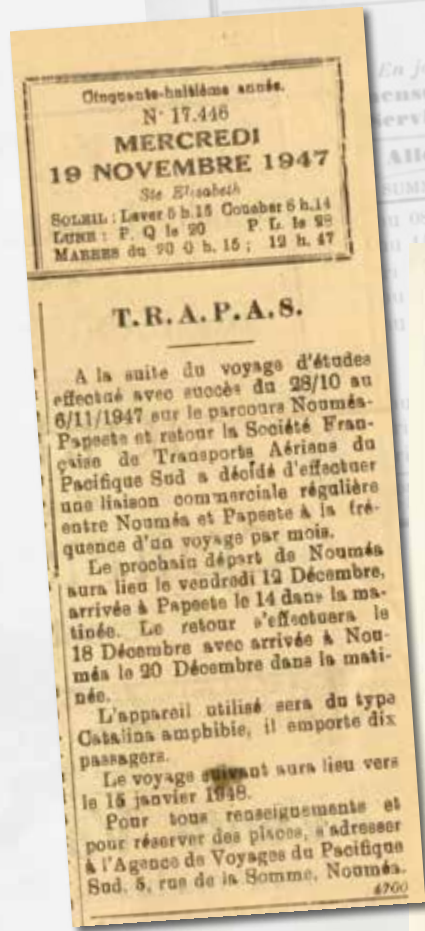 Cinquante-huitième année.
N° 17.446
MERCREDI
19 NOVEMBRE 1947
Ste Elisabeth
SOLEIL : Lever 5 h.15 Coucher 6 h.14
LUNE : P. Q le 20 P. L. le 28
MAREES du 20 0 h. 15 ; 12 h. 47
T.R.A.P.A.S.
A la suite du voyage d'études
effectué avec succès du 28/10 au
6/11/1947 sur le parcours Nouméa-
Papeete et retour la Société Fran-
çaise de Transports Aériens du
Pacifique Sud a décidé d'effectuer
une liaison commerciale régulière
entre Nouméa et Papeete à la fré-
quence d'un voyage par mois.
Le prochain départ de Nouméa
aura lieu le vendredi 12 Décembre,
arrivée à Papeete le 14 dans la ma-
tinée. Le retour s'effectuera le
18 Décembre avec arrivée à Nou-
méa le 20 Décembre dans la mati-
née.
L'appareil utilisé sera du type
Catalina amphibie, il emporte dix
passagers.
Le voyage suivant aura lieu vers
le 15 janvier 1948.
Pour tous renseignements et
pour réserver des places, s'adresser
à l'Agence de Voyages du Pacifique
Sud, 5, rue de la Somme, Nouméa.
4200